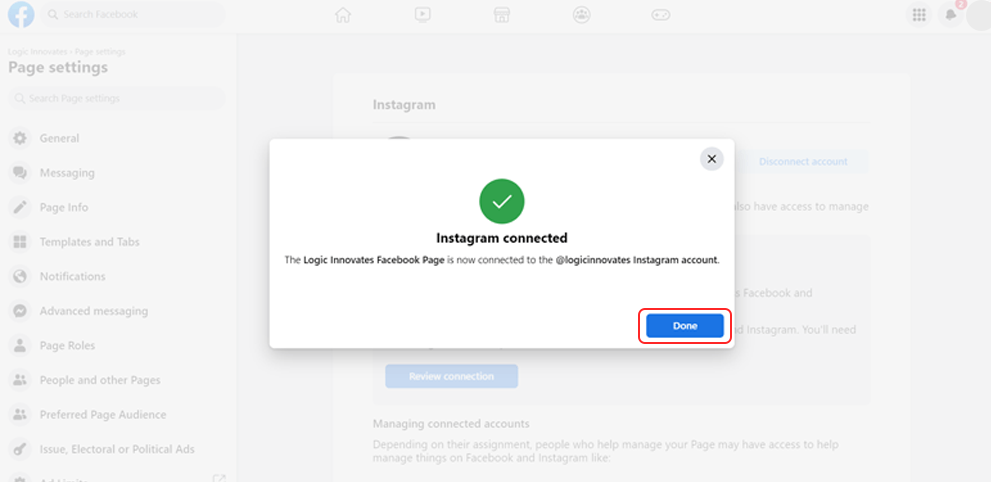 Search Facebook
2
Logic Innovates › Page settings
Page settings
Search Page settings
General
Messaging
Page Info
Templates and Tabs
Notifications
Advanced messaging
Page Roles
People and other Pages
Preferred Page Audience
Issue, Electoral or Political Ads
Instagram
Disconnect account
also have access to manage
Instagram connected
The Logic Innovates Facebook Page is now connected to the @logicinnovates Instagram account.
Facebook and
Done
Instagram. You'll need
Review connection
Managing connected accounts
Depending on their assignment, people who help manage your Page may have access to help
manage things on Facebook and Instagram like: